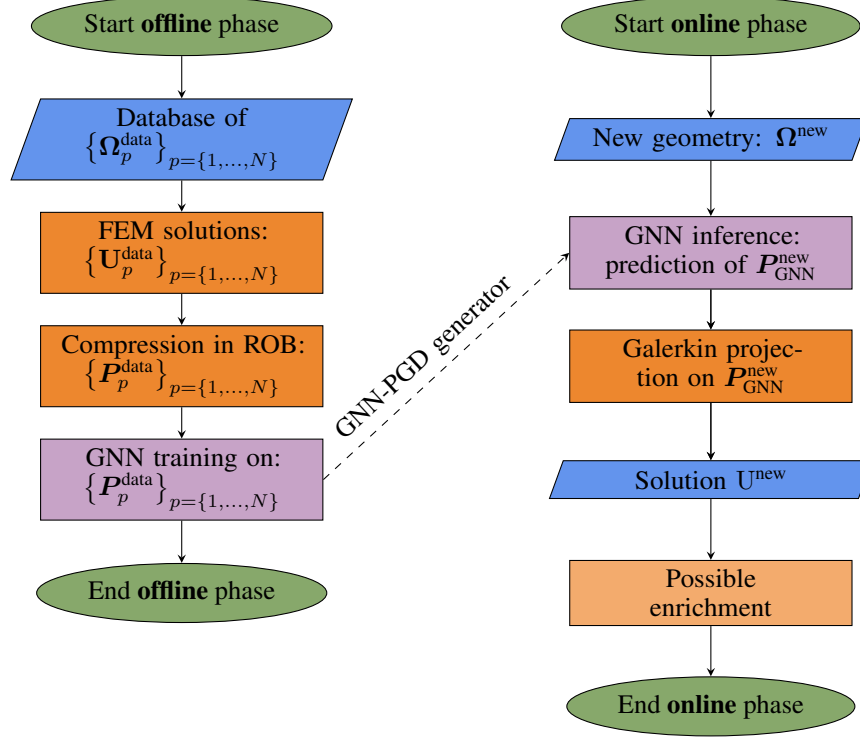 Start offline phase
Database of
{Ω_p^data}_{p={1,...,N}}
FEM solutions:
{U_p^data}_{p={1,...,N}}
Compression in ROB:
{P_p^data}_{p={1,...,N}}
GNN training on:
{P_p^data}_{p={1,...,N}}
End offline phase
GNN-PGD generator
Start online phase
New geometry: Ω^new
GNN inference:
prediction of P_GNN^new
Galerkin projec-
tion on P_GNN^new
Solution U^new
Possible
enrichment
End online phase